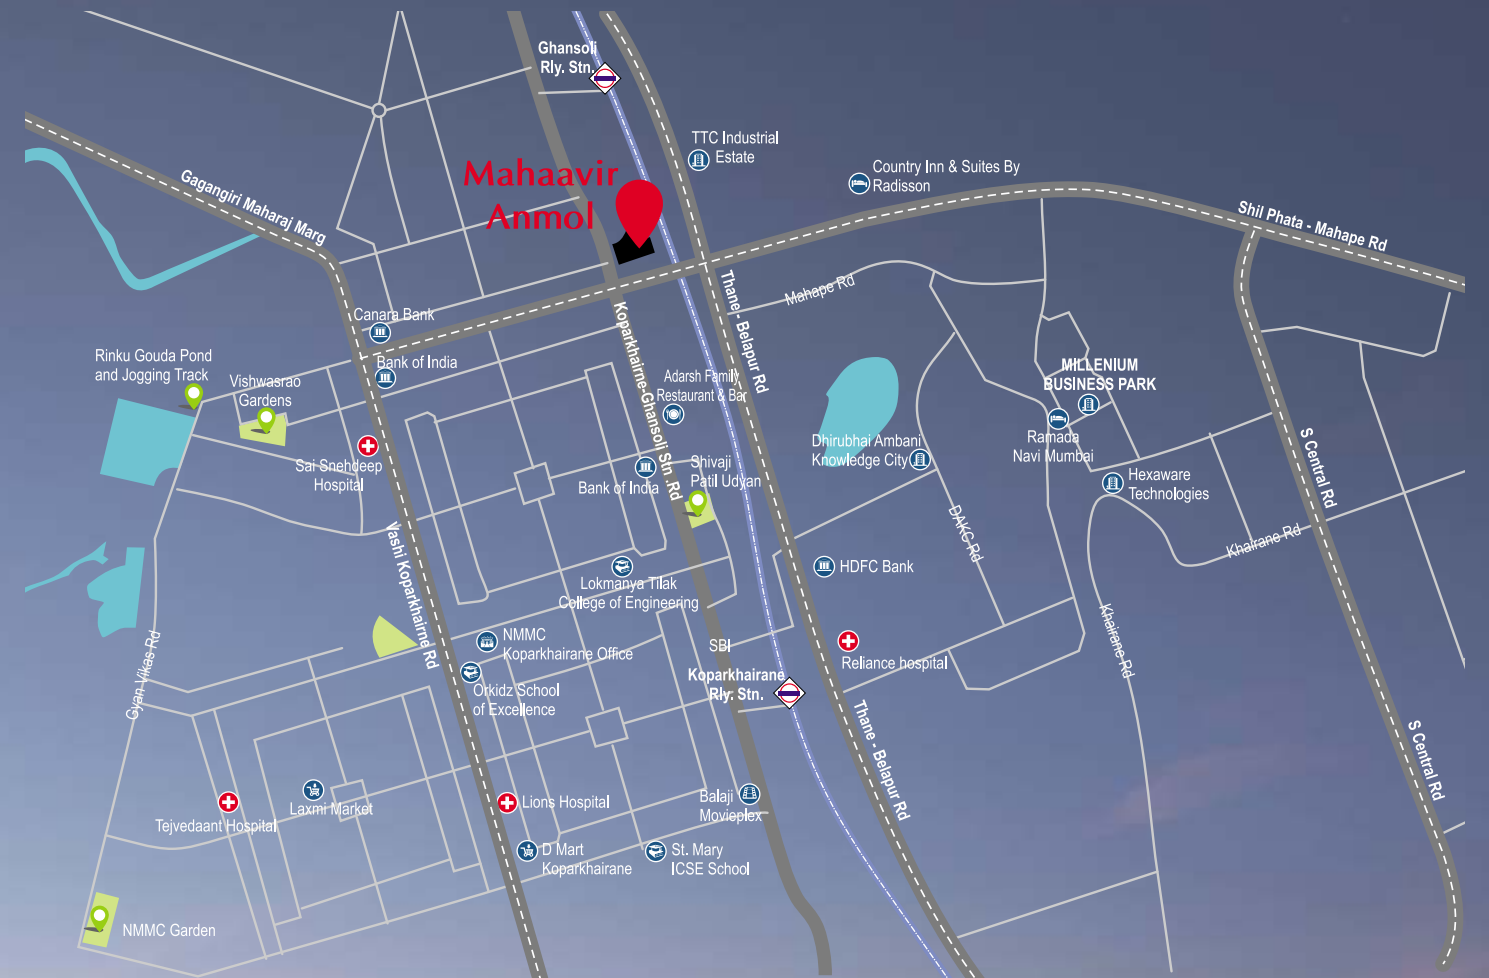 Ghansoli
Rly. Stn.
TTC Industrial
Estate
Country Inn & Suites By
Radisson
Mahaavir
Anmol
Gagangiri Maharaj Marg
Shil Phata - Mahape Rd
Mahape Rd
Thane - Belapur Rd
Koparkhairne-Ghansoli Stn. Rd
Canara Bank
Bank of India
Rinku Gouda Pond
and Jogging Track
Vishwasrao
Gardens
Adarsh Family
Restaurant & Bar
MILLENIUM
BUSINESS PARK
Ramada
Navi Mumbai
Dhirubhai Ambani
Knowledge City
Sai Snehdeep
Hospital
Bank of India
Shivaji
Patil Udyan
Hexaware
Technologies
S Central Rd
Khairane Rd
DAKC Rd
Vashi Koparkhairne Rd
HDFC Bank
Lokmanya Tilak
College of Engineering
Khairane Rd
NMMC
Koparkhairane Office
SBI
Reliance hospital
Koparkhairane
Rly. Stn.
Gyan Vikas Rd
Orkidz School
of Excellence
Thane - Belapur Rd
S Central Rd
Laxmi Market
Tejvedaant Hospital
Lions Hospital
Balaji
Movieplex
D Mart
Koparkhairane
St. Mary
ICSE School
NMMC Garden